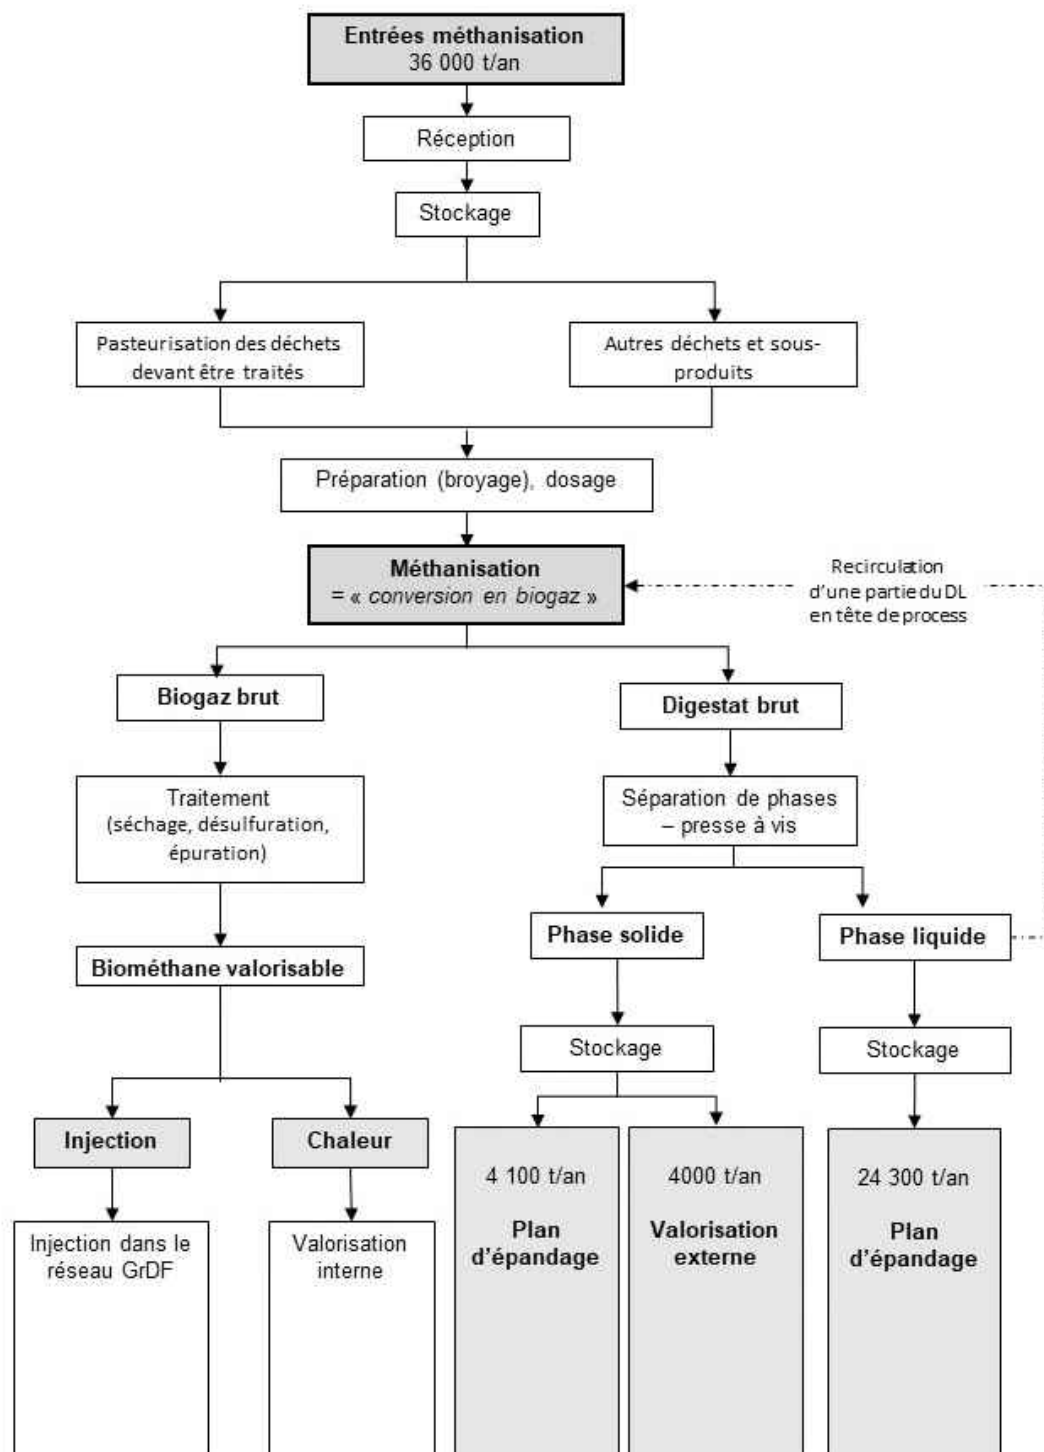 Entrées méthanisation
36 000 t/an
Réception
Stockage
Pasteurisation des déchets
devant être traités
Autres déchets et sous-
produits
Préparation (broyage), dosage
Méthanisation
= « conversion en biogaz »
Recirculation
d'une partie du DL
en tête de process
Biogaz brut
Digestat brut
Traitement
(séchage, désulfuration,
épuration)
Séparation de phases
– presse à vis
Phase solide
Phase liquide
Biométhane valorisable
Stockage
Stockage
Injection
Chaleur
4 100 t/an
Plan
d'épandage
4000 t/an
Valorisation
externe
24 300 t/an
Plan
d'épandage
Injection dans le
réseau GrDF
Valorisation
interne